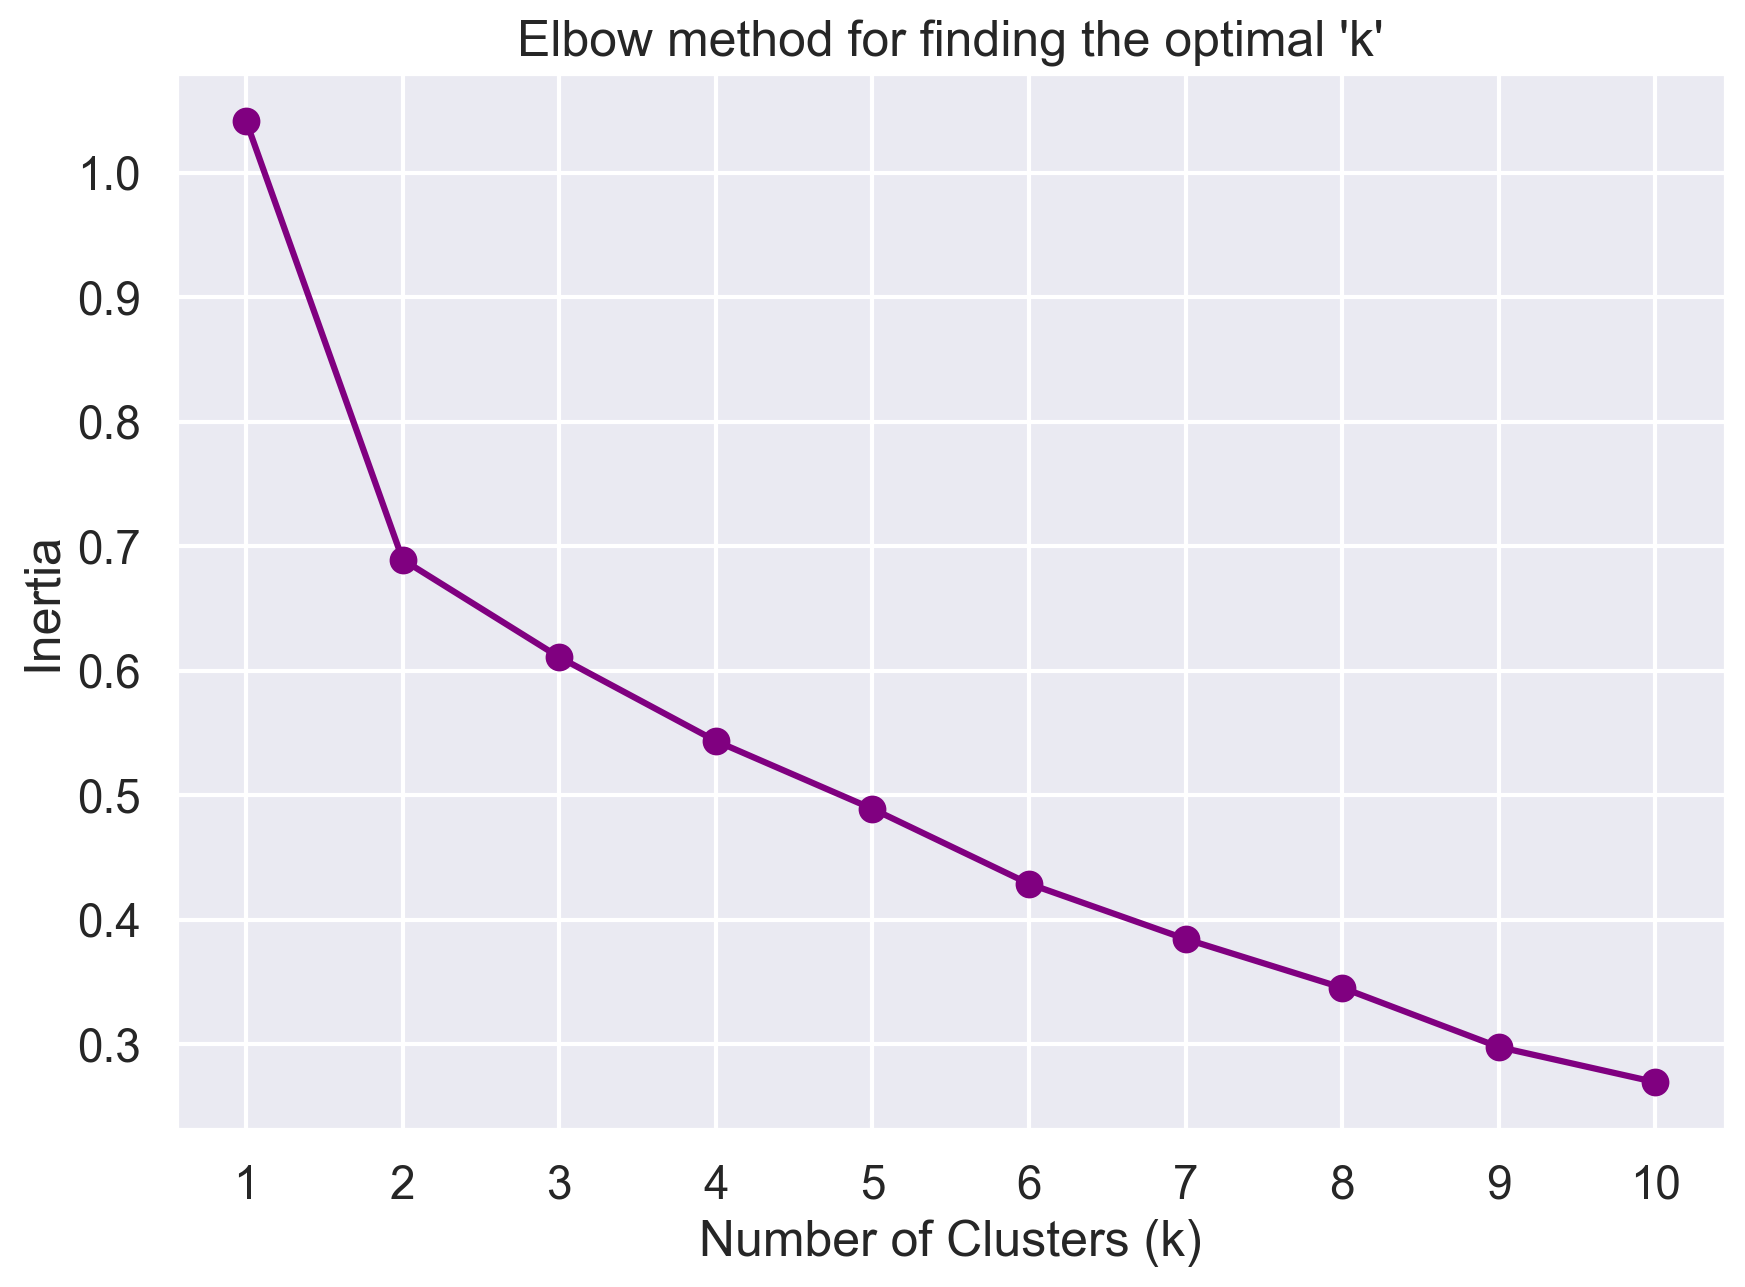 Elbow method for finding the optimal 'k'
1.0
0.9
0.8
0.7
0.6
0.5
0.4
0.3
Inertia
1 2 3 4 5 6 7 8 9 10
Number of Clusters (k)